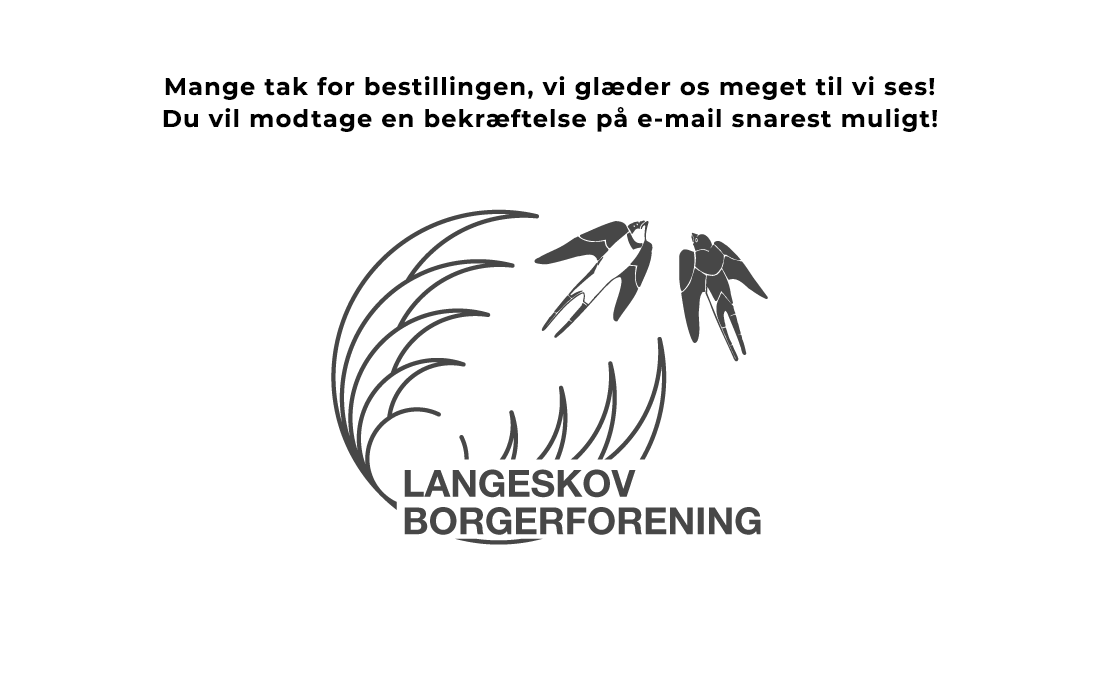 Mange tak for bestillingen, vi glæder os meget til vi ses!
Du vil modtage en bekræftelse på e-mail snarest muligt!
LANGESKOV
BORGERFORENING